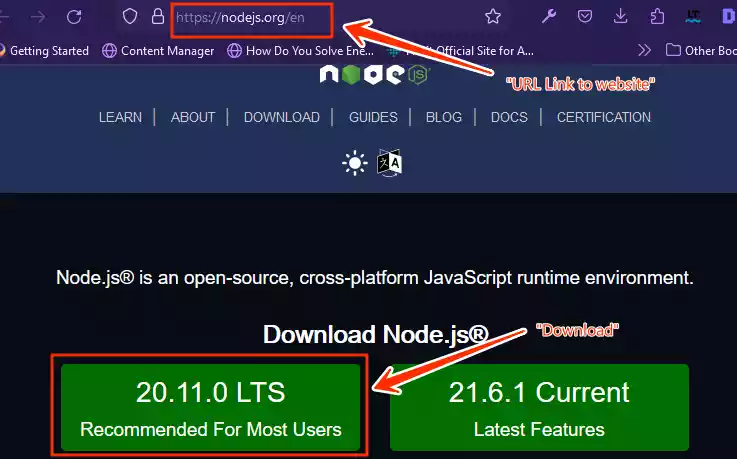 https://nodejs.org/en
Getting Started
Content Manager
How Do You Solve Ene...
Official Site for A...
Other Boo
"URL Link to website"
LEARN | ABOUT | DOWNLOAD | GUIDES | BLOG | DOCS | CERTIFICATION
Node.js® is an open-source, cross-platform JavaScript runtime environment.
Download Node.js®
"Download"
20.11.0 LTS
Recommended For Most Users
21.6.1 Current
Latest Features